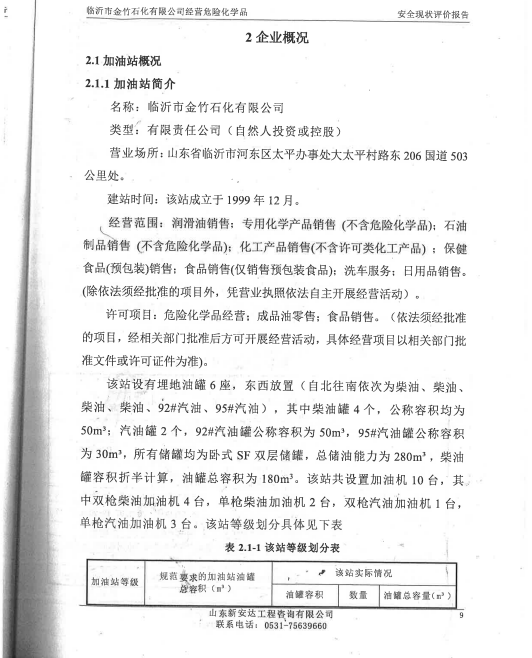 临沂市金竹石化有限公司经营危险化学品
安全现状评价报告
2 企业概况
2.1 加油站概况
2.1.1 加油站简介
名称：临沂市金竹石化有限公司
类型：有限责任公司（自然人投资或控股）
营业场所：山东省临沂市河东区太平办事处大太平村路东 206 国道 503
公里处。
建站时间：该站成立于 1999 年 12 月。
经营范围：润滑油销售；专用化学产品销售 (不含危险化学品)；石油
制品销售 (不含危险化学品)；化工产品销售(不含许可类化工产品) ；保健
食品(预包装)销售；食品销售(仅销售预包装食品)；洗车服务；日用品销售。
(除依法须经批准的项目外，凭营业执照依法自主开展经营活动) 。
许可项目：危险化学品经营；成品油零售；食品销售。（依法须经批准
的项目，经相关部门批准后方可开展经营活动，具体经营项目以相关部门批
准文件或许可证件为准)。
该站设有埋地油罐 6 座，东西放置（自北往南依次为柴油、柴油、
柴油、柴油、92#汽油、95#汽油），其中柴油罐 4 个，公称容积均为
50m³；汽油罐 2 个，92#汽油罐公称容积为 50m³，95#汽油罐公称容积
为 30m³，所有储罐均为卧式 SF 双层储罐，总储油能力为 280m³，柴油
罐容积折半计算，油罐总容积为 180m³。该站共设置加油机 10 台，其
中双枪柴油加油机 4 台，单枪柴油加油机 2 台，双枪汽油加油机 1 台，
单枪汽油加油机 3 台。该站等级划分具体见下表
表 2.1-1 该站等级划分表
加油站等级
规范要求的加油站油罐
总容积（m³）
该站实际情况
油罐容积
数量
油罐总容量(m³)
山东新安达工程咨询有限公司
联系电话：0531-75639660
9